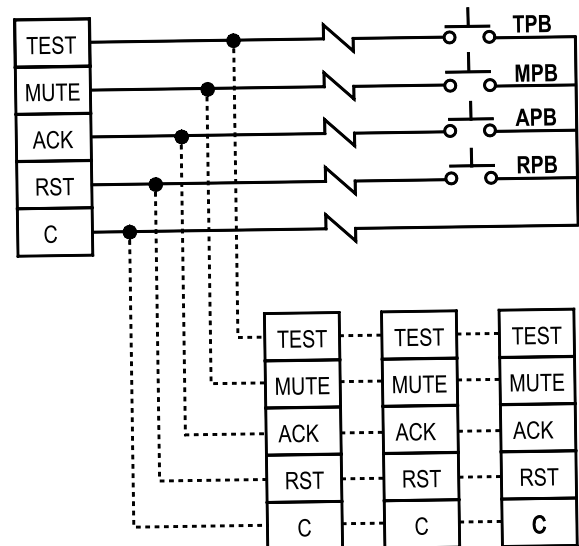 TEST TPB
MUTE MPB
ACK APB
RST RPB
C
TEST TEST TEST
MUTE MUTE MUTE
ACK ACK ACK
RST RST RST
C C C